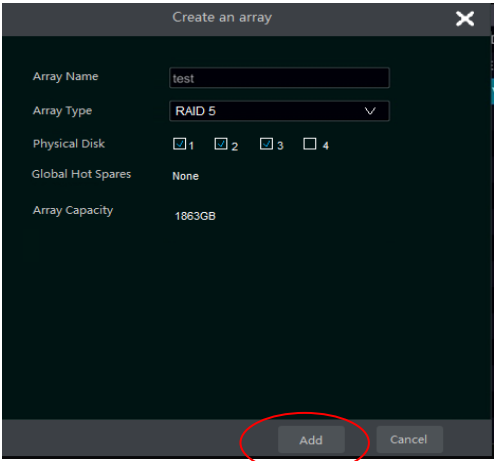 Create an array
Array Name test
Array Type RAID 5
Physical Disk 1 2 3 4
Global Hot Spares None
Array Capacity 1863GB
Add Cancel